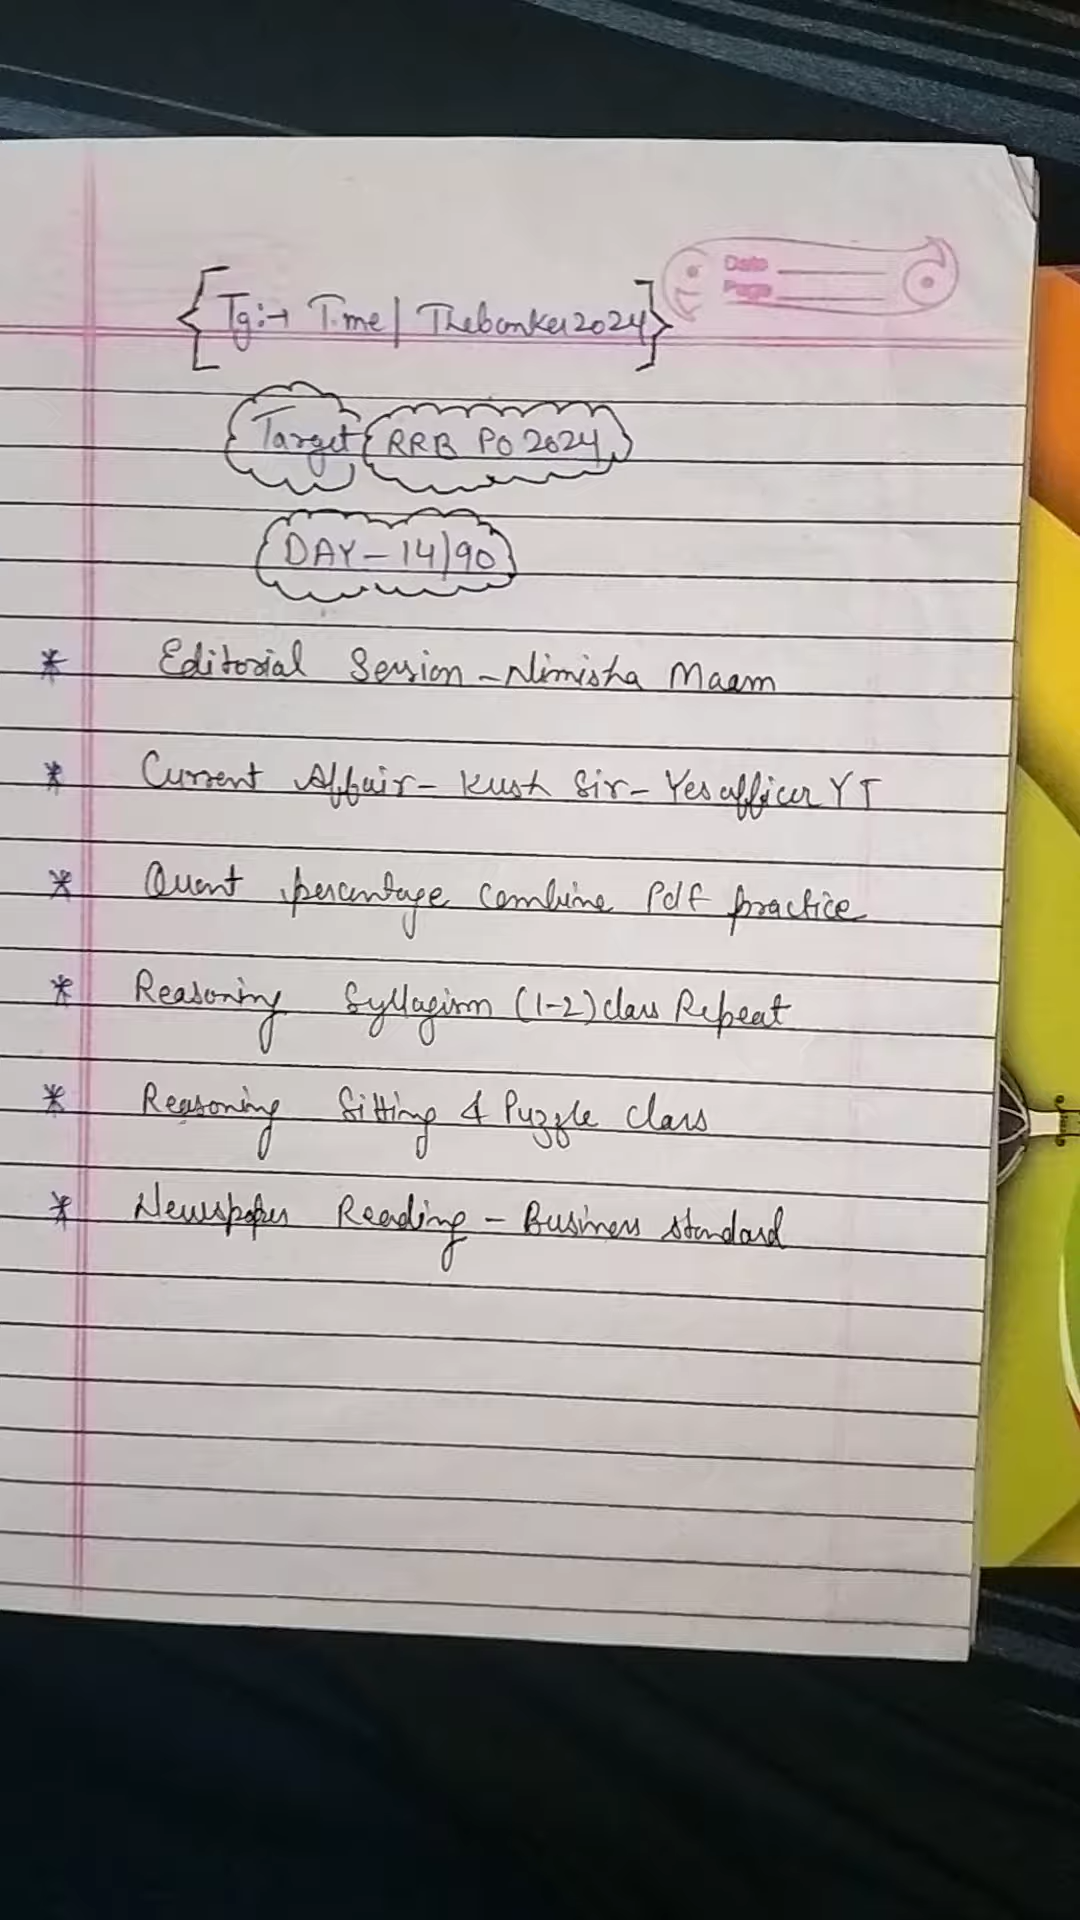 Date
Page
{Tg:→ T.me/Thebanker2024}
Target RRB PO 2024
DAY - 14/90
* Editorial Session - Nimisha Maam
* Current Affair - Kush Sir - Yesofficer YT
* Quant percentage combine Pdf practice
* Reasoning Syllogism (1-2) class Repeat
* Reasoning Sitting & Puzzle Class
* Newspaper Reading - Business standard